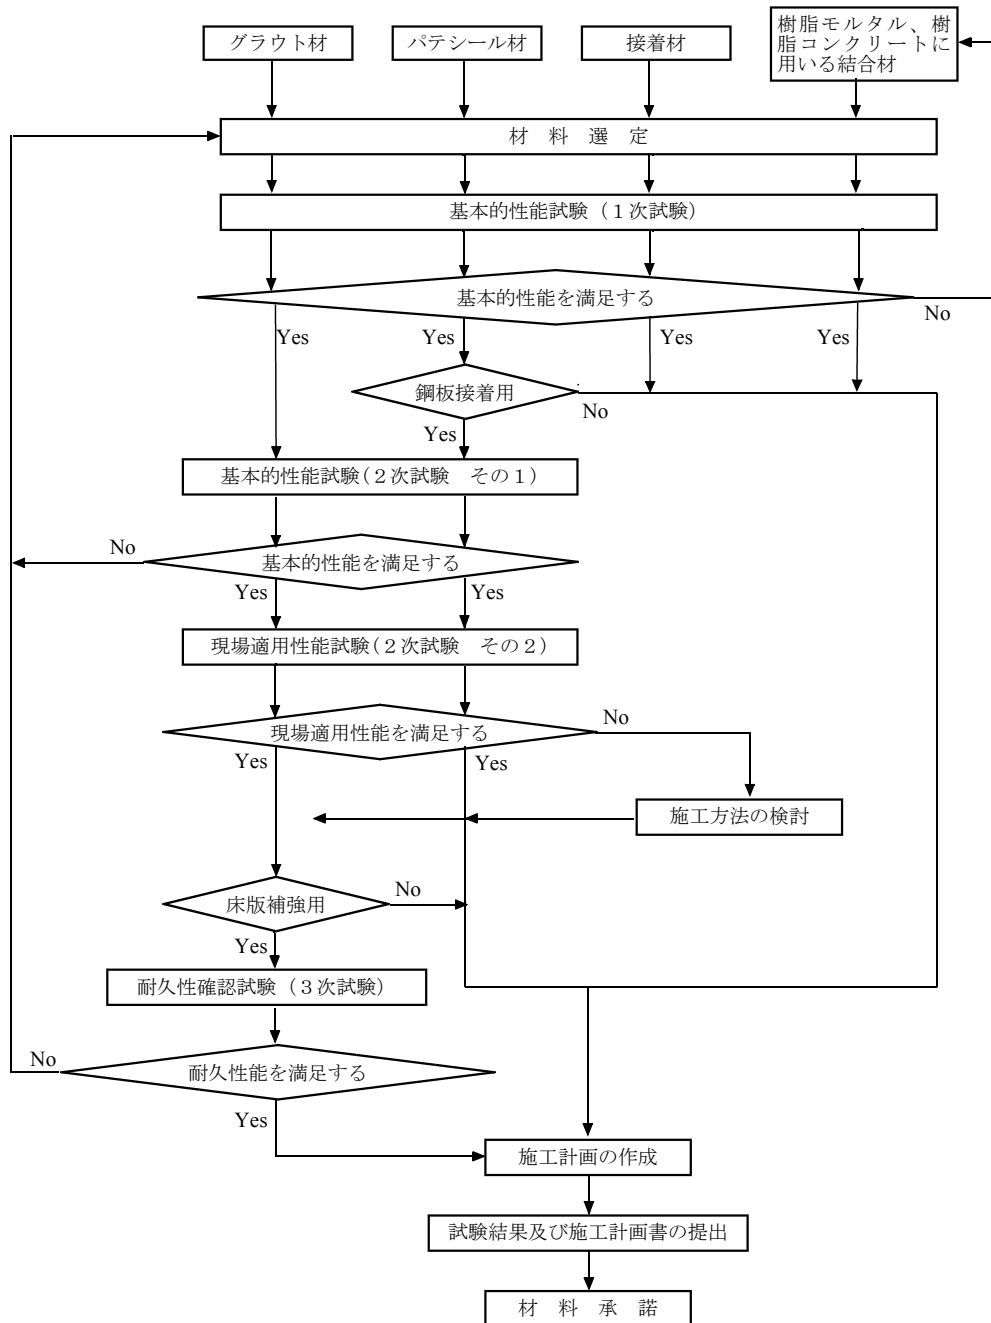 グラウト材
パテシール材
接着材
樹脂モルタル、樹
脂コンクリートに
用いる結合材
材 料 選 定
基本的性能試験（１次試験）
基本的性能を満足する
No
Yes
Yes
Yes
Yes
鋼板接着用
No
Yes
基本的性能試験（２次試験　その１）
No
基本的性能を満足する
Yes
Yes
現場適用性能試験（２次試験　その２）
現場適用性能を満足する
No
Yes
Yes
施工方法の検討
床版補強用
No
Yes
耐久性確認試験（３次試験）
No
耐久性能を満足する
Yes
施工計画の作成
試験結果及び施工計画書の提出
材 料 承 諾